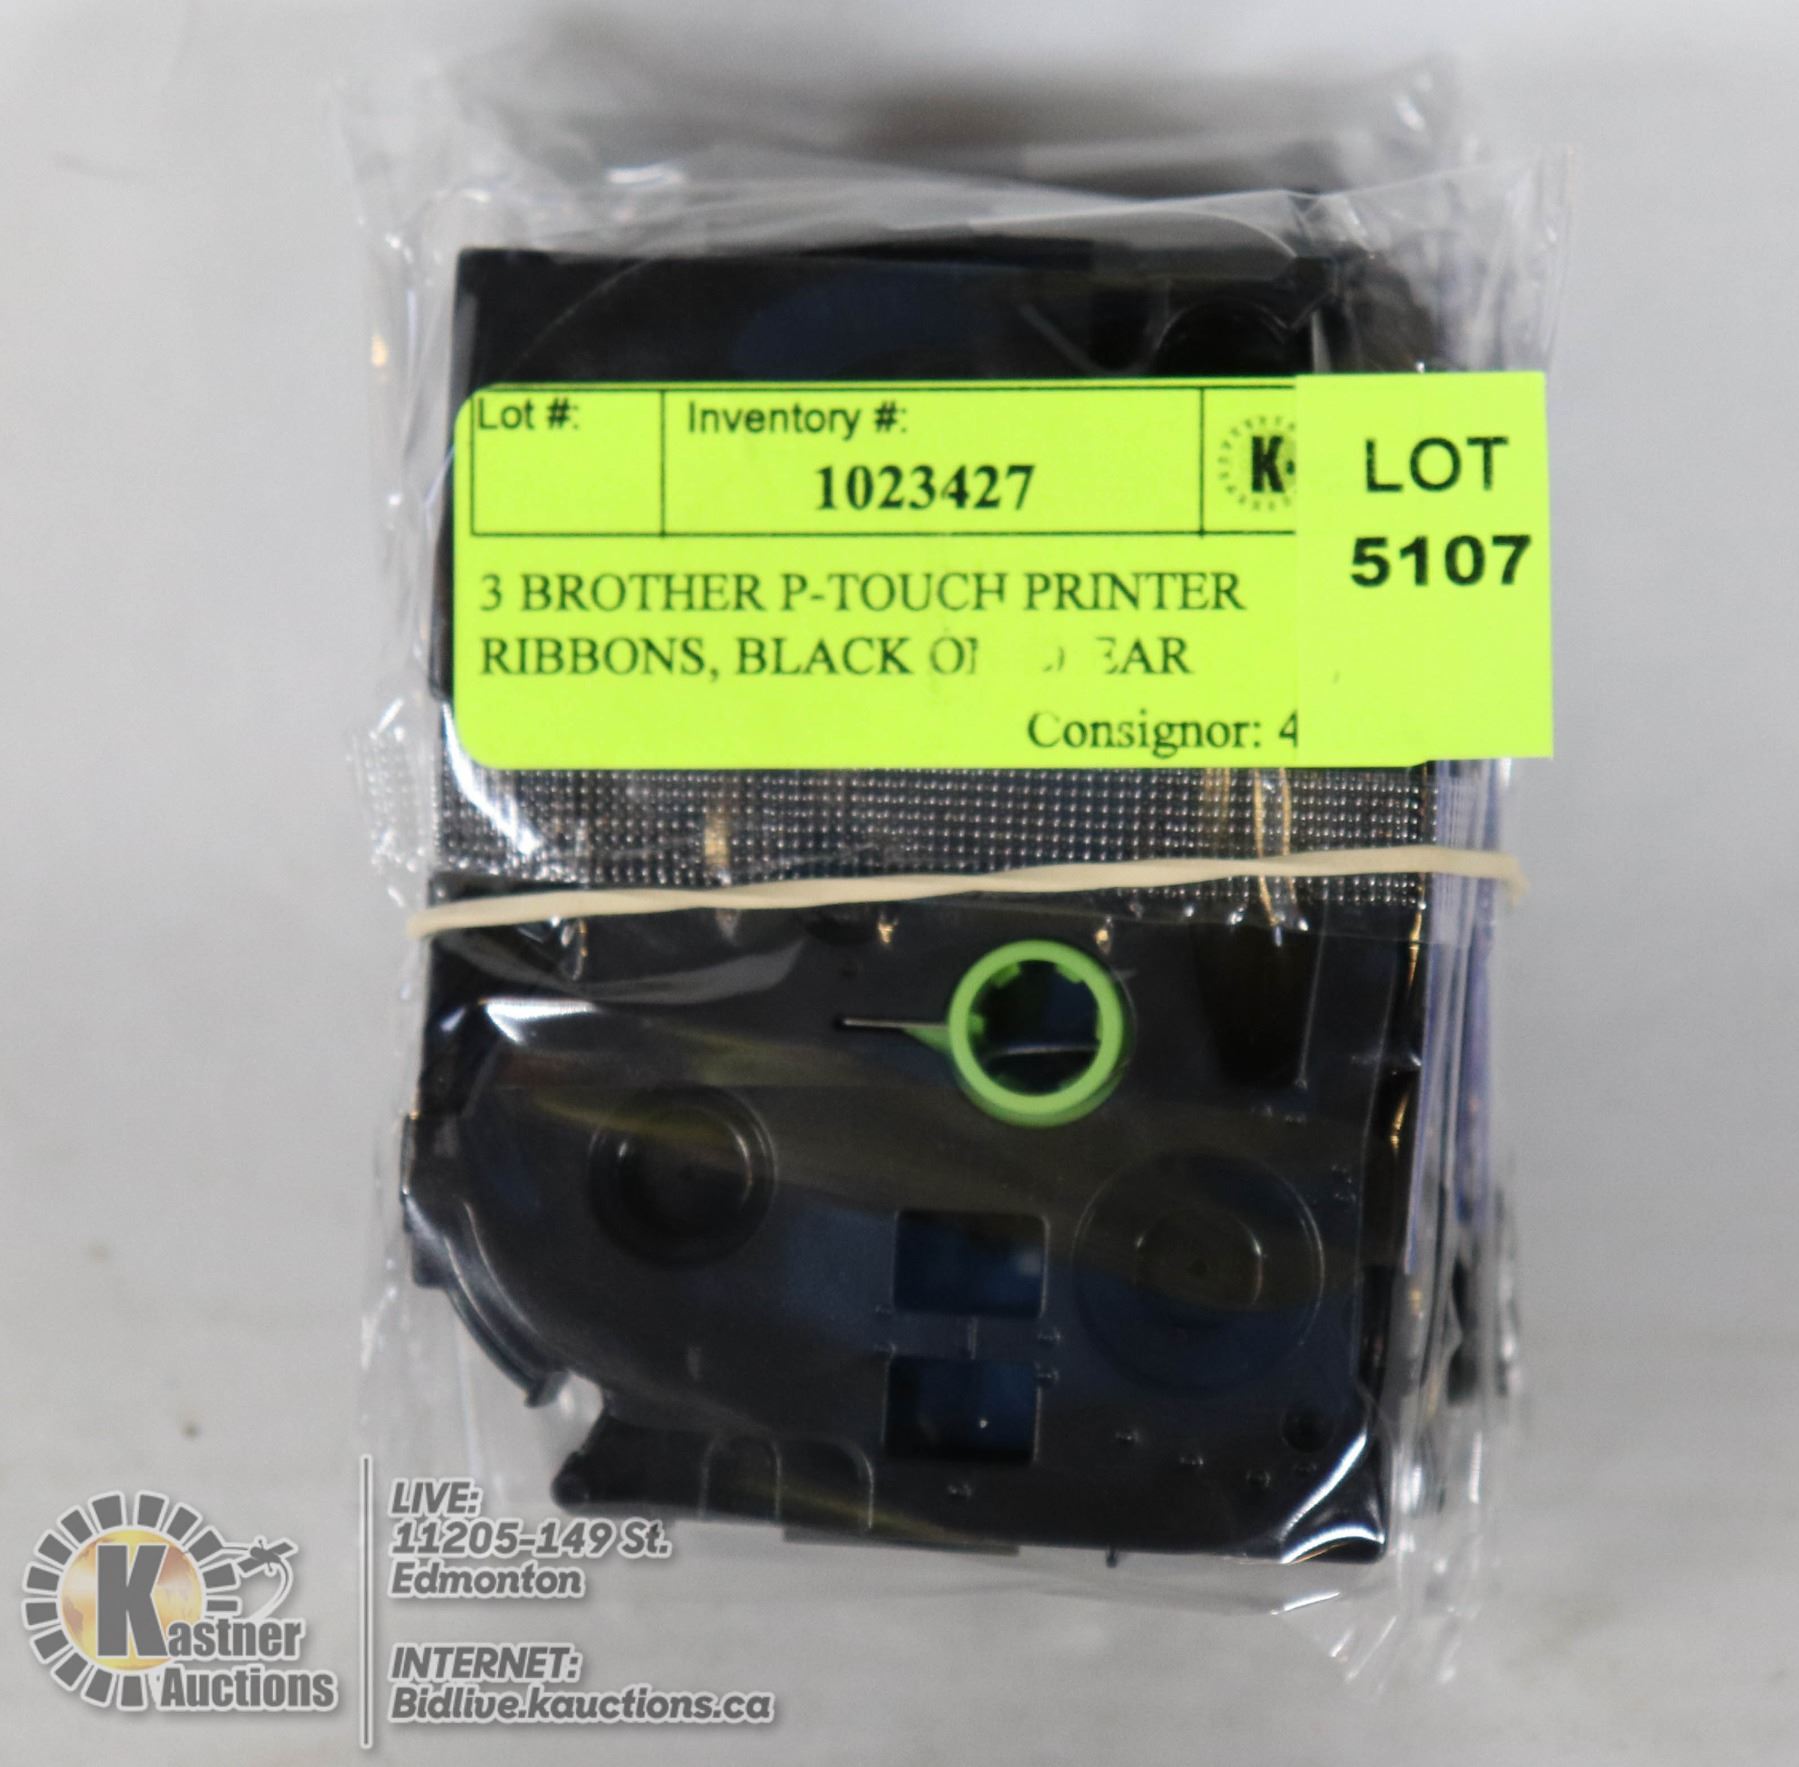 Lot #:
Inventory #:
1023427
K
LOT
5107
3 BROTHER P-TOUCH PRINTER
RIBBONS, BLACK
Consignor: 4
LIVE:
11205-149 St.
Edmonton
INTERNET:
Bidlive.kauctions.ca
Kastner
Auctions